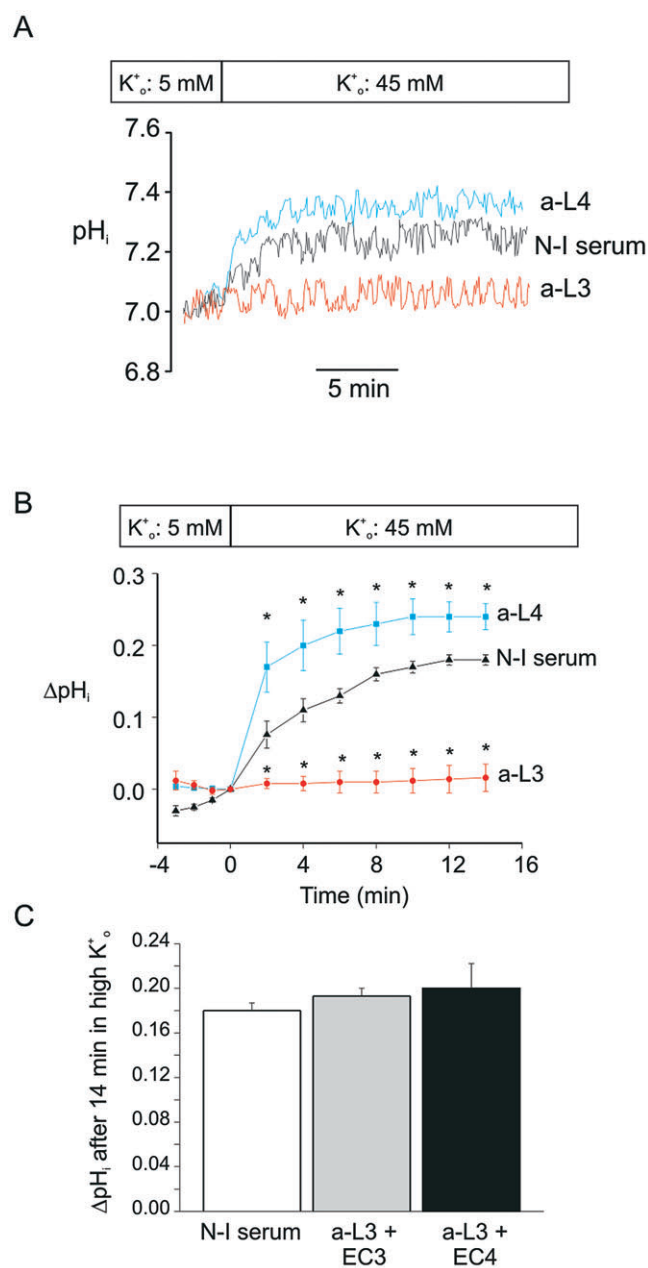 A
K⁺ₒ: 5 mM K⁺ₒ: 45 mM
7.6
7.4
7.2
7.0
6.8
pHᵢ
a-L4
N-I serum
a-L3
5 min
B
K⁺ₒ: 5 mM K⁺ₒ: 45 mM
0.3
0.2
0.1
0.0
ΔpHᵢ
* * * * * * *
a-L4
N-I serum
* * * * * * *
a-L3
-4 0 4 8 12 16
Time (min)
C
ΔpHᵢ after 14 min in high K⁺ₒ
0.24
0.20
0.16
0.12
0.08
0.04
0.00
N-I serum a-L3 + a-L3 +
EC3 EC4